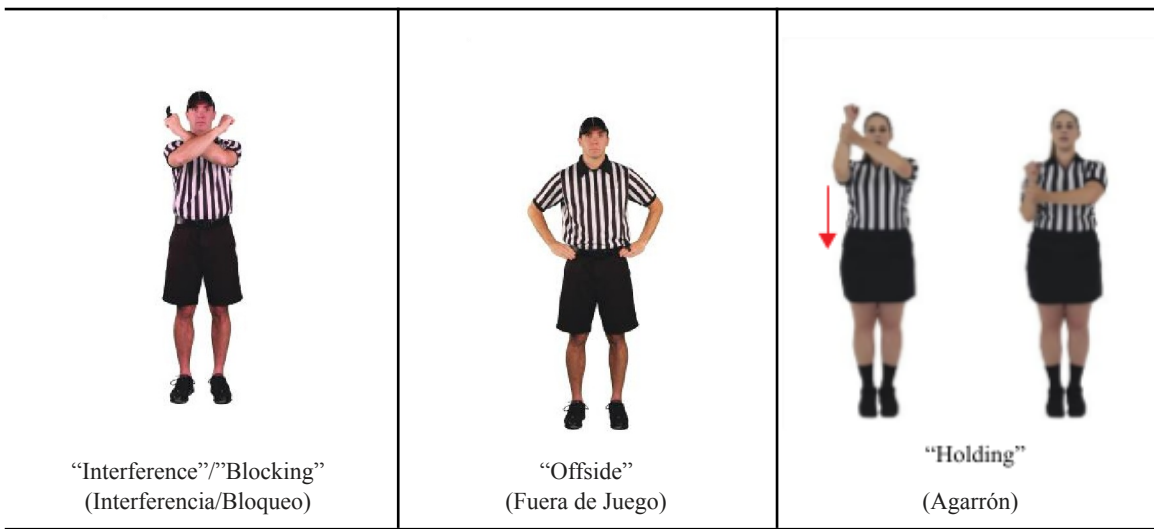 “Interference”/”Blocking”
(Interferencia/Bloqueo)
“Offside”
(Fuera de Juego)
“Holding”
(Agarrón)